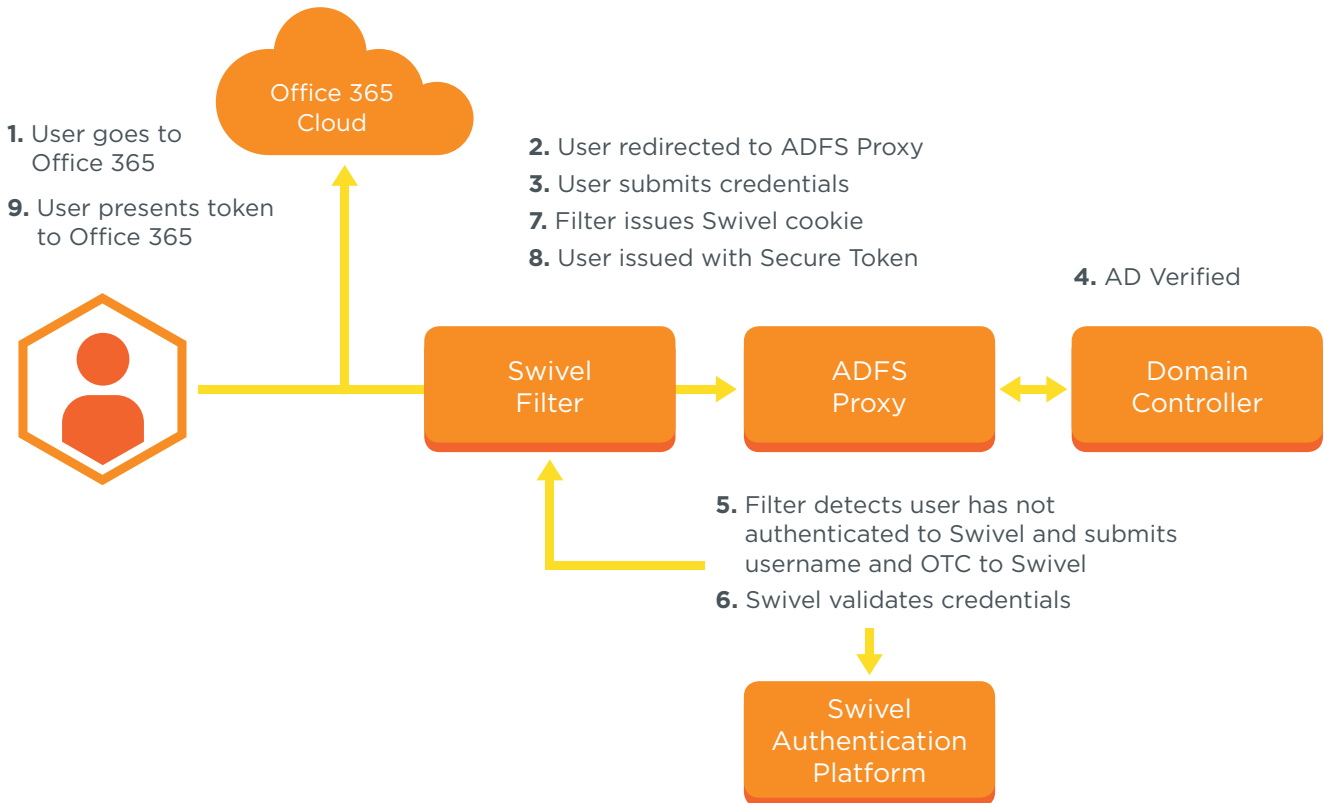 Office 365
Cloud
1. User goes to
Office 365
9. User presents token
to Office 365
2. User redirected to ADFS Proxy
3. User submits credentials
7. Filter issues Swivel cookie
8. User issued with Secure Token
4. AD Verified
Swivel
Filter
ADFS
Proxy
Domain
Controller
5. Filter detects user has not
authenticated to Swivel and submits
username and OTC to Swivel
6. Swivel validates credentials
Swivel
Authentication
Platform